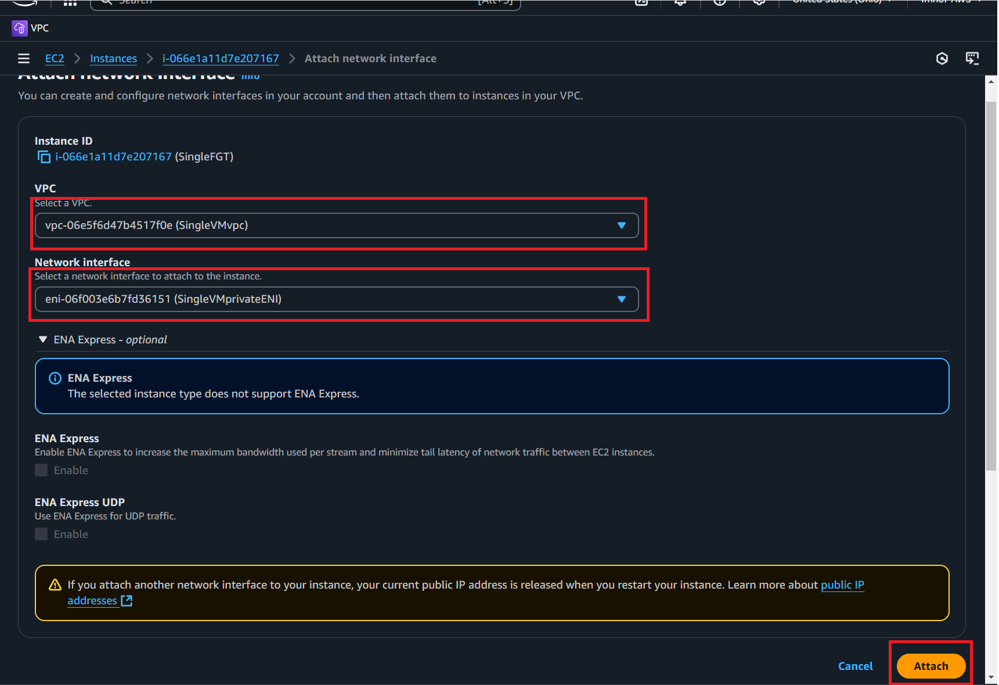 Search [Alt+S] United States (Ohio)
VPC
EC2 Instances i-066e1a11d7e207167 Attach network interface
Attach network interface Info
You can create and configure network interfaces in your account and then attach them to instances in your VPC.
Instance ID
i-066e1a11d7e207167 (SingleFGT)
VPC
Select a VPC.
vpc-06e5f6d47b4517f0e (SingleVMvpc)
Network interface
Select a network interface to attach to the instance.
eni-06f003e6b7fd36151 (SingleVMprivateENI)
ENA Express - optional
ENA Express
The selected instance type does not support ENA Express.
ENA Express
Enable ENA Express to increase the maximum bandwidth used per stream and minimize tail latency of network traffic between EC2 instances.
Enable
ENA Express UDP
Use ENA Express for UDP traffic.
Enable
If you attach another network interface to your instance, your current public IP address is released when you restart your instance. Learn more about public IP
addresses
Cancel Attach